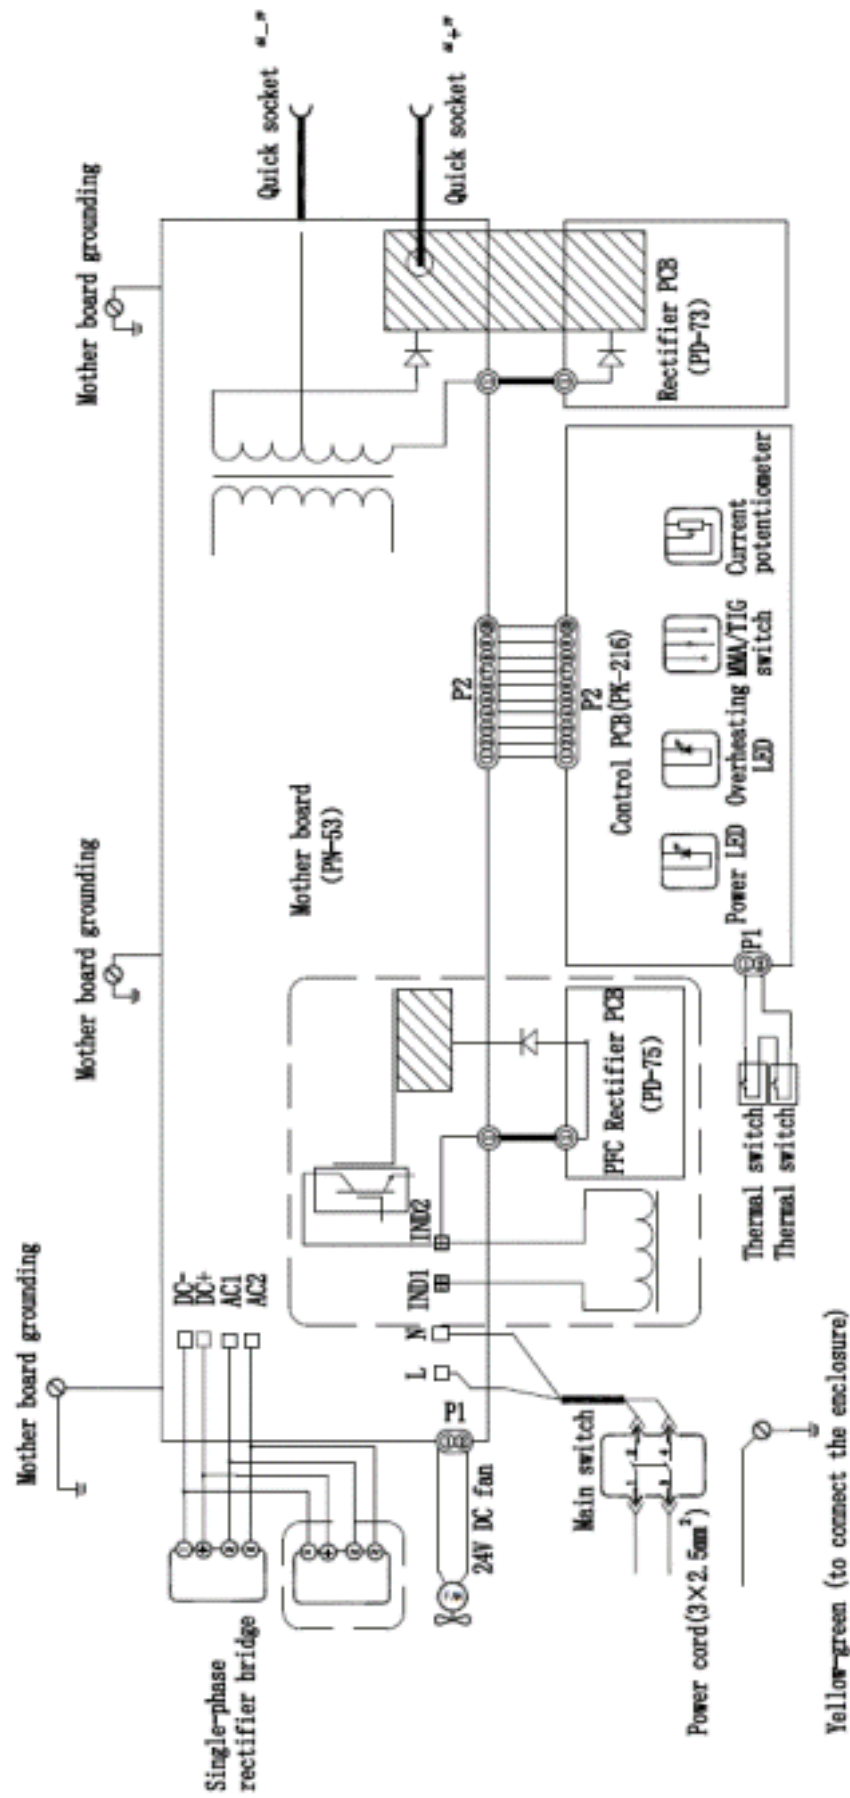 Mother board grounding
Mother board grounding
Mother board grounding
Single-phase
rectifier bridge
DC-
DC+
AC1
AC2
Quick socket "-"
Quick socket "+"
Mother board
(PN-53)
24V DC fan
P1
L
N
IND1
IND2
P2
P2
Control PCB(PK-216)
PFC Rectifier PCB
(PD-75)
Rectifier PCB
(PD-73)
Main switch
Power cord(3×2.5mm²)
Thermal switch
Thermal switch
P1
Power LED
Overheating
LED
MMA/TIG
switch
Current
potentiometer
Yellow-green (to connect the enclosure)